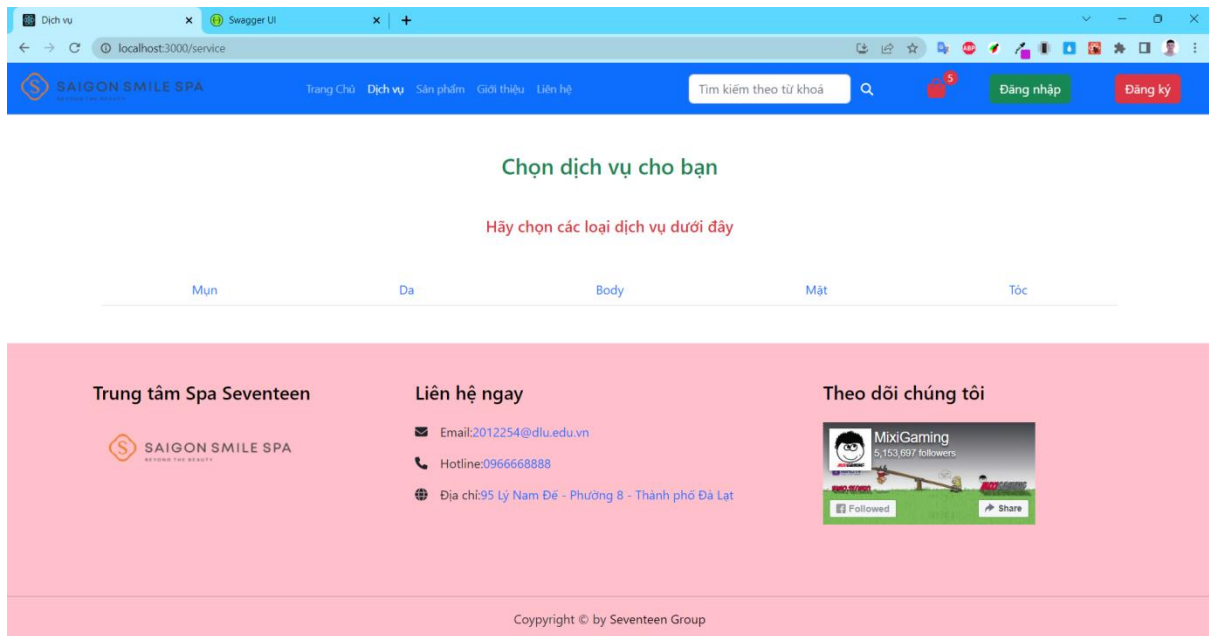 Dịch vụ
Swagger UI
localhost:3000/service
SAIGON SMILE SPA
BEYOND THE BEAUTY
Trang Chủ Dịch vụ Sản phẩm Giới thiệu Liên hệ
Tìm kiếm theo từ khoá
5
Đăng nhập
Đăng ký
Chọn dịch vụ cho bạn
Hãy chọn các loại dịch vụ dưới đây
Mụn Da Body Mặt Tóc
Trung tâm Spa Seventeen
SAIGON SMILE SPA
BEYOND THE BEAUTY
Liên hệ ngay
Email:2012254@dlu.edu.vn
Hotline:0966668888
Địa chỉ:95 Lý Nam Đế - Phường 8 - Thành phố Đà Lạt
Theo dõi chúng tôi
MixiGaming
5,153,697 followers
Followed
Share
Coypyright © by Seventeen Group